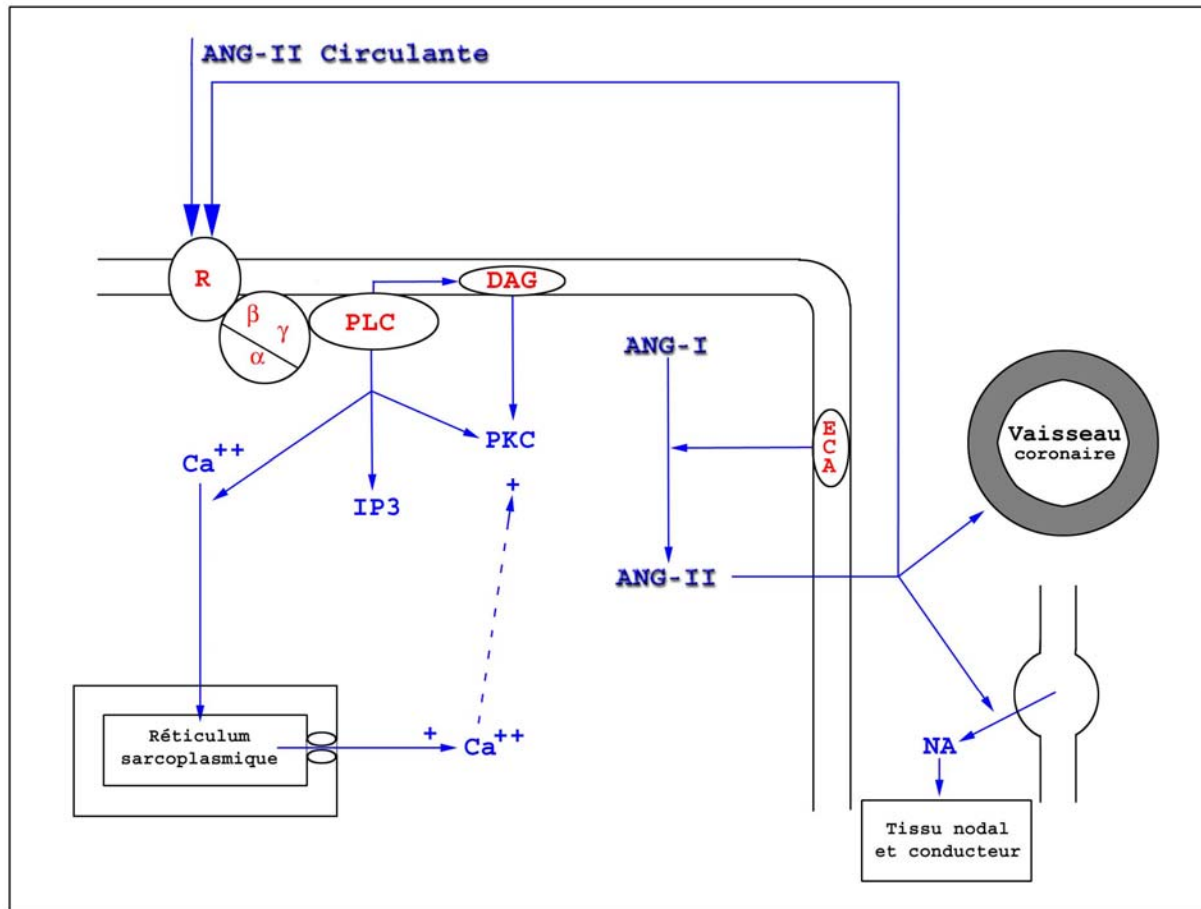 ANG-II Circulante
R
β
γ
α
PLC
DAG
ANG-I
E
C
A
PKC
Ca++
+
IP3
Vaisseau
coronaire
ANG-II
Réticulum
sarcoplasmique
+
Ca++
NA
Tissu nodal
et conducteur